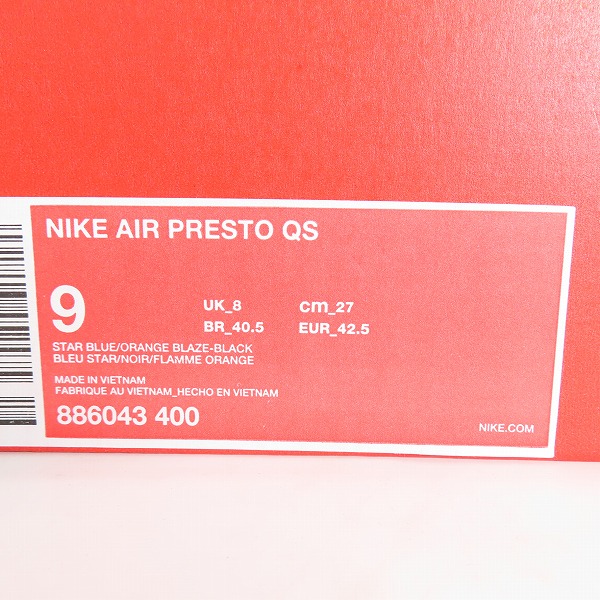 NIKE AIR PRESTO QS
9
UK_8 cm_27
BR_40.5 EUR_42.5
STAR BLUE/ORANGE BLAZE-BLACK
BLEU STAR/NOIR/FLAMME ORANGE
MADE IN VIETNAM
FABRIQUE AU VIETNAM_HECHO EN VIETNAM
886043 400
NIKE.COM